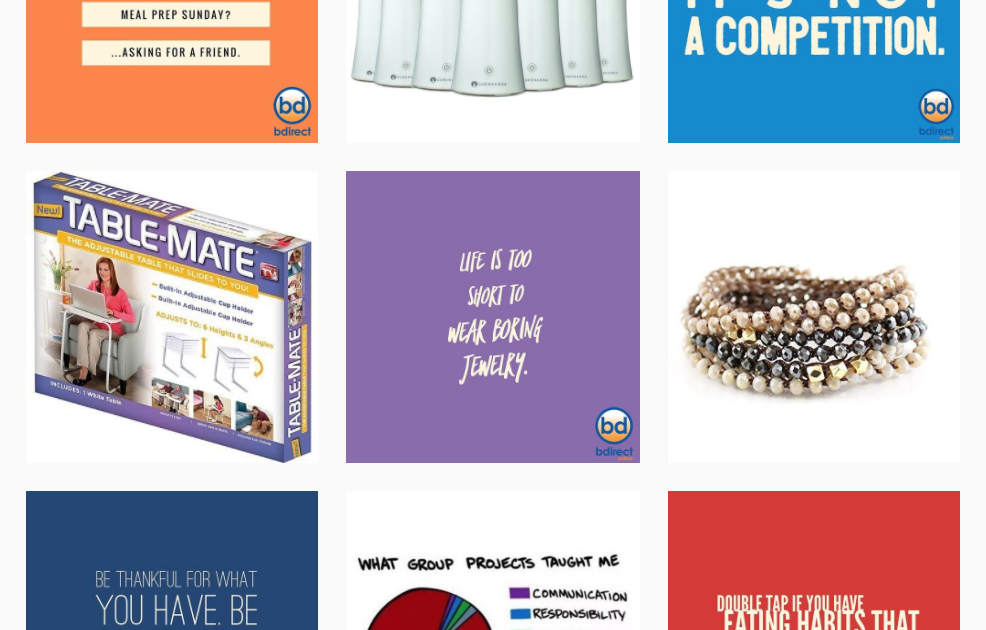 MEAL PREP SUNDAY?
...ASKING FOR A FRIEND.
bd
bdirect
A COMPETITION.
bd
bdirect
TABLE-MATE
New!
TABLE-MATE
THE ADJUSTABLE TABLE THAT SLIDES TO YOU!
Built-in Adjustable Cup Holder
Built-in Adjustable Cup Holder
ADJUSTS TO: 6 Heights & 3 Angles
INCLUDES: 1 White Table
TABLE-MATE
LIFE IS TOO
SHORT TO
WEAR BORING
JEWELRY.
bd
bdirect
BE THANKFUL FOR WHAT
YOU HAVE. BE
WHAT GROUP PROJECTS TAUGHT ME
COMMUNICATION
RESPONSIBILITY
DOUBLE TAP IF YOU HAVE
EATING HABITS THAT